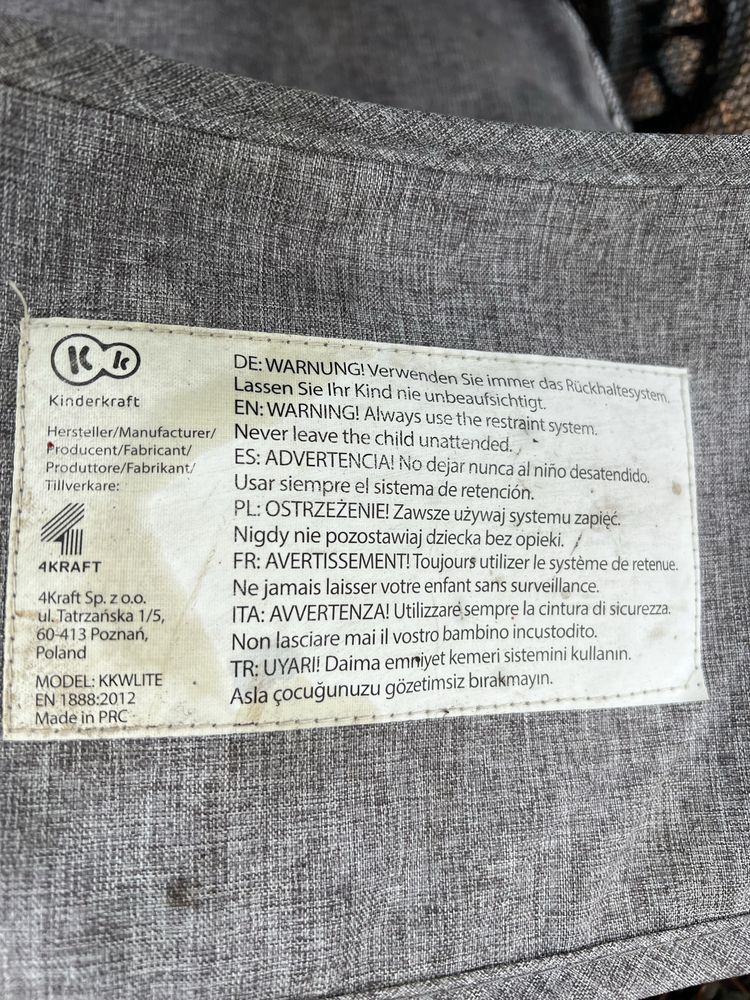 K k
Kinderkraft
Hersteller/Manufacturer/
Producent/Fabricant/
Produttore/Fabrikant/
Tillverkare:
4KRAFT
4Kraft Sp. z o.o.
ul. Tatrzańska 1/5,
60-413 Poznań,
Poland
MODEL: KKWLITE
EN 1888:2012
Made in PRC
DE: WARNUNG! Verwenden Sie immer das Rückhaltesystem.
Lassen Sie Ihr Kind nie unbeaufsichtigt.
EN: WARNING! Always use the restraint system.
Never leave the child unattended.
ES: ADVERTENCIA! No dejar nunca al niño desatendido.
Usar siempre el sistema de retención.
PL: OSTRZEŻENIE! Zawsze używaj systemu zapięć.
Nigdy nie pozostawiaj dziecka bez opieki.
FR: AVERTISSEMENT! Toujours utilizer le système de retenue.
Ne jamais laisser votre enfant sans surveillance.
ITA: AVVERTENZA! Utilizzare sempre la cintura di sicurezza.
Non lasciare mai il vostro bambino incustodito.
TR: UYARI! Daima emniyet kemeri sistemini kullanın.
Asla çocuğunuzu gözetimsiz bırakmayın.